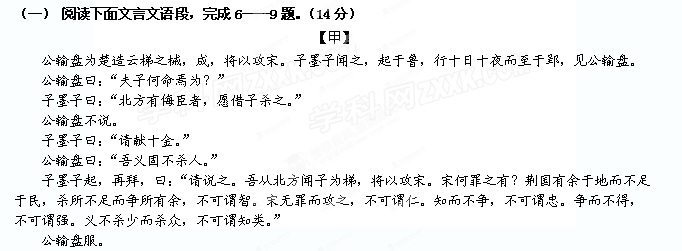 （一） 阅读下面文言文语段，完成6——9题。（14分）
【甲】
公输盘为楚造云梯之械，成，将以攻宋。子墨子闻之，起于鲁，行十日十夜而至于郢，见公输盘。
公输盘曰：“夫子何命焉为？”
子墨子曰：“北方有侮臣者，愿借子杀之。”
公输盘不说。
子墨子曰：“请献十金。”
公输盘曰：“吾义固不杀人。”
子墨子起，再拜，曰：“请说之。吾从北方闻子为梯，将以攻宋。宋何罪之有？荆国有余于地而不足
于民，杀所不足而争所有余，不可谓智。宋无罪而攻之，不可谓仁。知而不争，不可谓忠。争而不得，
不可谓强。义不杀少而杀众，不可谓知类。”
公输盘服。
学科网ZXXK.COM